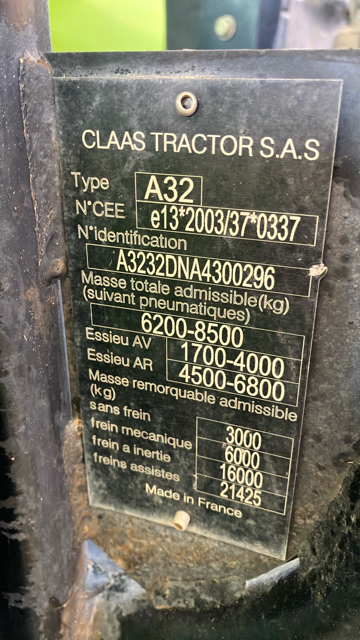 CLAAS TRACTOR S.A.S
Type A32
N°CEE e13*2003/37*0337
N°identification
A3232DNA4300296
Masse totale admissible(kg)
(suivant pneumatiques)
6200-8500
Essieu AV 1700-4000
Essieu AR 4500-6800
Masse remorquable admissible
(kg)
sans frein 3000
frein mecanique 6000
frein a inertie 16000
freins assistes 21425
Made in France